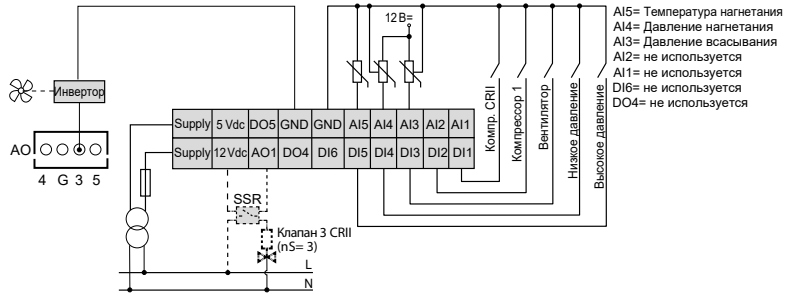 12 В=
AI5= Температура нагнетания
AI4= Давление нагнетания
AI3= Давление всасывания
AI2= не используется
AI1= не используется
DI6= не используется
DO4= не используется
Инвертор
AO
4 G 3 5
Supply 5 Vdc DO5 GND GND AI5 AI4 AI3 AI2 AI1
Supply 12Vdc AO1 DO4 DI6 DI5 DI4 DI3 DI2 DI1
Компр. CRII
Компрессор 1
Вентилятор
Низкое давление
Высокое давление
SSR
Клапан 3 CRII
(nS= 3)
L
N